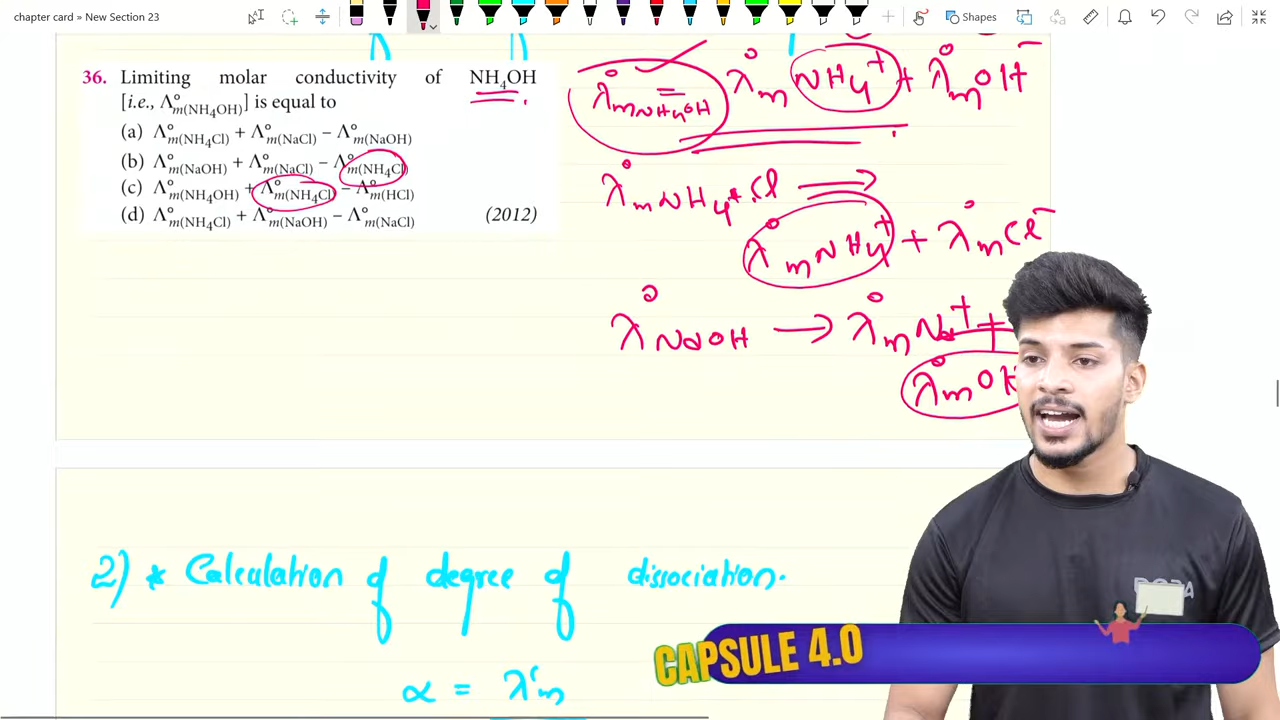 chapter card » New Section 23
Shapes
36. Limiting molar conductivity of NH₄OH
[i.e., Λ°m(NH₄OH)] is equal to
(a) Λ°m(NH₄Cl) + Λ°m(NaCl) – Λ°m(NaOH)
(b) Λ°m(NaOH) + Λ°m(NaCl) – Λ°m(NH₄Cl)
(c) Λ°m(NH₄OH) + Λ°m(NH₄Cl) – Λ°m(HCl)
(d) Λ°m(NH₄Cl) + Λ°m(NaOH) – Λ°m(NaCl) (2012)
λ°m NH4OH = λ°m NH4⁺ + λ°m OH⁻
λ°m NH4⁺Cl ⇒
λ°m NH4⁺ + λ°m Cl⁻
λ° NaOH → λ°m Na⁺ +
λ°m OH
2) * Calculation of degree of dissociation.
α = λᶜm
CAPSULE 4.0